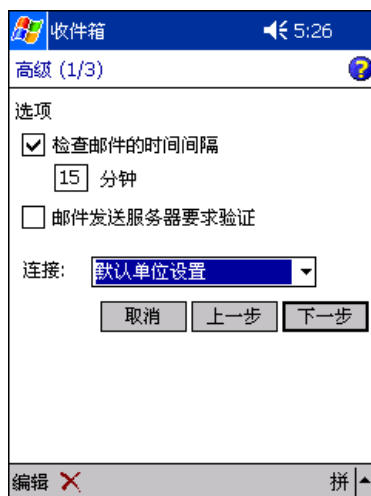 收件箱 5:26
高级 (1/3)
选项
检查邮件的时间间隔
15 分钟
邮件发送服务器要求验证
连接: 默认单位设置
取消 上一步 下一步
编辑 拼